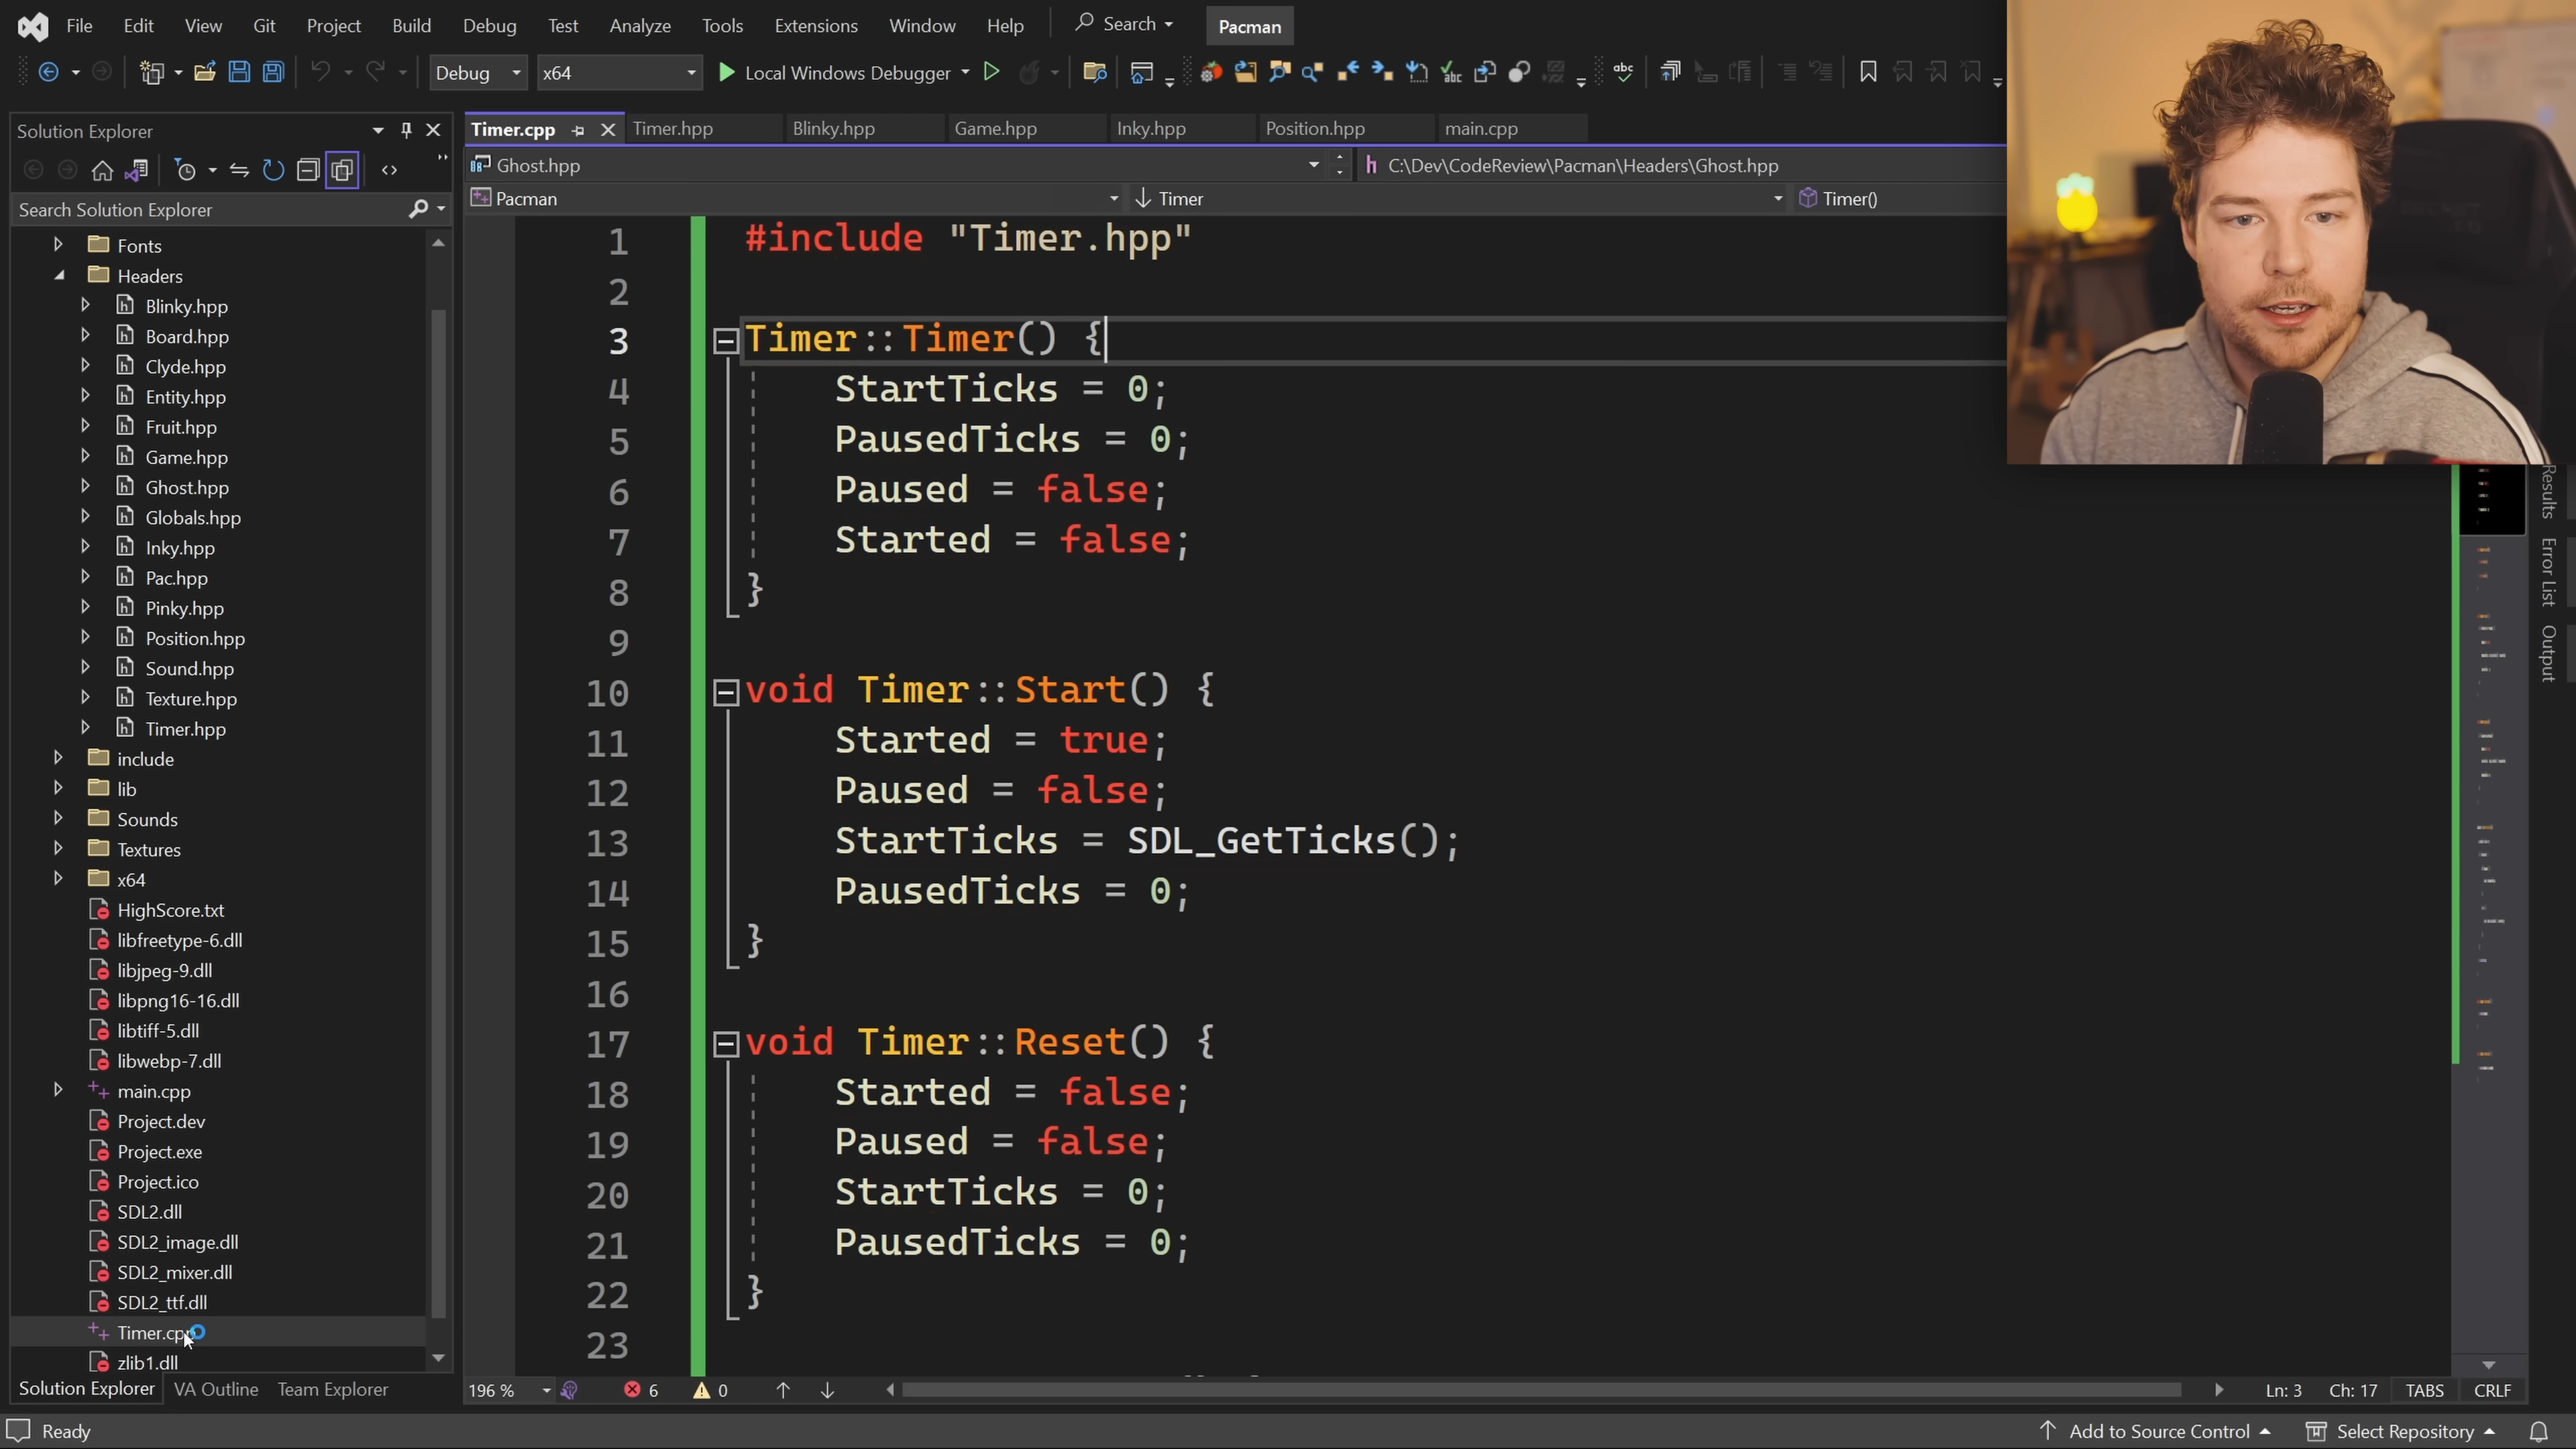 File Edit View Git Project Build Debug Test Analyze Tools Extensions Window Help Search Pacman
Debug x64 Local Windows Debugger
Solution Explorer
Search Solution Explorer
Fonts
Headers
Blinky.hpp
Board.hpp
Clyde.hpp
Entity.hpp
Fruit.hpp
Game.hpp
Ghost.hpp
Globals.hpp
Inky.hpp
Pac.hpp
Pinky.hpp
Position.hpp
Sound.hpp
Texture.hpp
Timer.hpp
include
lib
Sounds
Textures
x64
HighScore.txt
libfreetype-6.dll
libjpeg-9.dll
libpng16-16.dll
libtiff-5.dll
libwebp-7.dll
main.cpp
Project.dev
Project.exe
Project.ico
SDL2.dll
SDL2_image.dll
SDL2_mixer.dll
SDL2_ttf.dll
Timer.cpp
zlib1.dll
Solution Explorer VA Outline Team Explorer
Timer.cpp Timer.hpp Blinky.hpp Game.hpp Inky.hpp Position.hpp main.cpp
Ghost.hpp C:\Dev\CodeReview\Pacman\Headers\Ghost.hpp
Pacman Timer Timer()
1 #include "Timer.hpp"
2
3 Timer::Timer() {
4 StartTicks = 0;
5 PausedTicks = 0;
6 Paused = false;
7 Started = false;
8 }
9
10 void Timer::Start() {
11 Started = true;
12 Paused = false;
13 StartTicks = SDL_GetTicks();
14 PausedTicks = 0;
15 }
16
17 void Timer::Reset() {
18 Started = false;
19 Paused = false;
20 StartTicks = 0;
21 PausedTicks = 0;
22 }
23
196 % 6 0 Ln: 3 Ch: 17 TABS CRLF
Results
Error List
Output
Ready Add to Source Control Select Repository